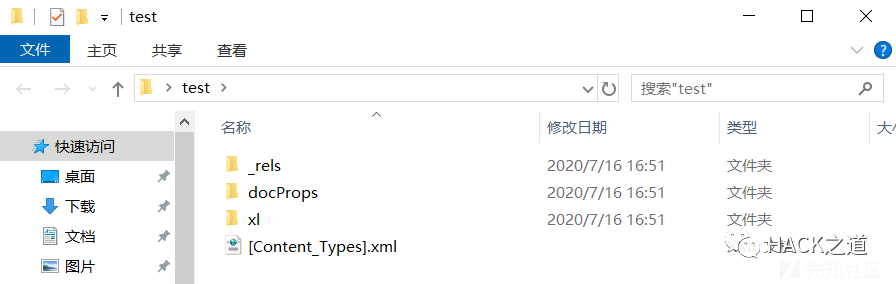 test
文件 主页 共享 查看
test 搜索"test"
名称 修改日期 类型 大小
快速访问
桌面
下载
文档
图片
_rels 2020/7/16 16:51 文件夹
docProps 2020/7/16 16:51 文件夹
xl 2020/7/16 16:51 文件夹
[Content_Types].xml
HACK之道
先知社区